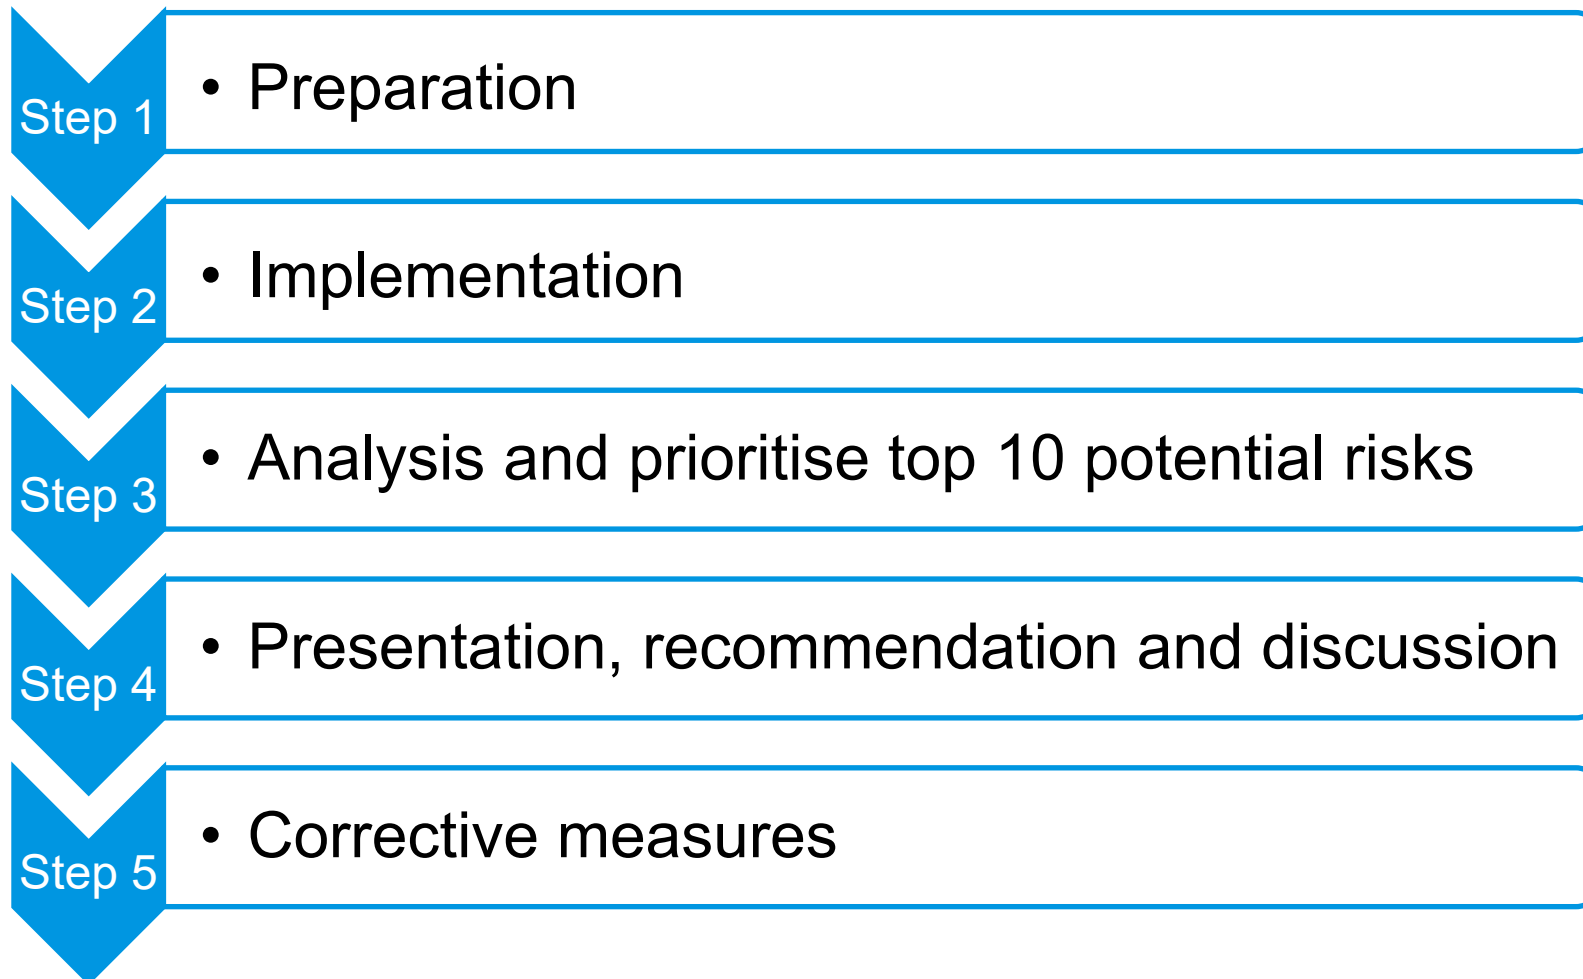 Step 1
• Preparation
Step 2
• Implementation
Step 3
• Analysis and prioritise top 10 potential risks
Step 4
• Presentation, recommendation and discussion
Step 5
• Corrective measures